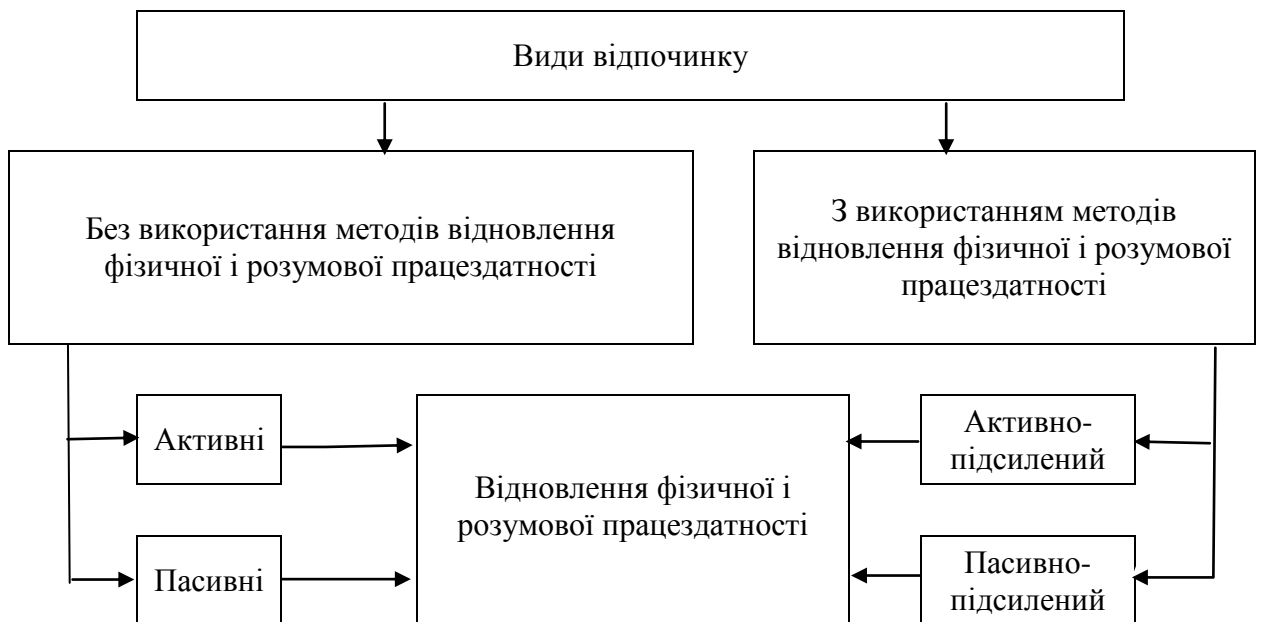 Види відпочинку
Без використання методів відновлення
фізичної і розумової працездатності
З використанням методів
відновлення фізичної і розумової
працездатності
Активні
Пасивні
Відновлення фізичної і
розумової працездатності
Активно-
підсилений
Пасивно-
підсилений